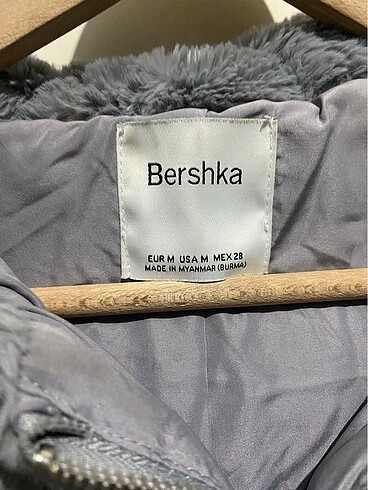 Bershka
EUR M USA M MEX 28
MADE IN MYANMAR (BURMA)